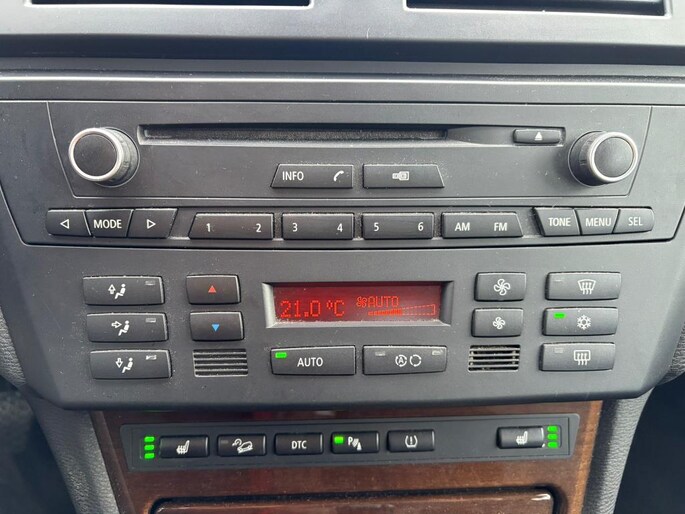 INFO
MODE
1 2 3 4 5 6 AM FM TONE MENU SEL
21.0°C AUTO
AUTO A
DTC P